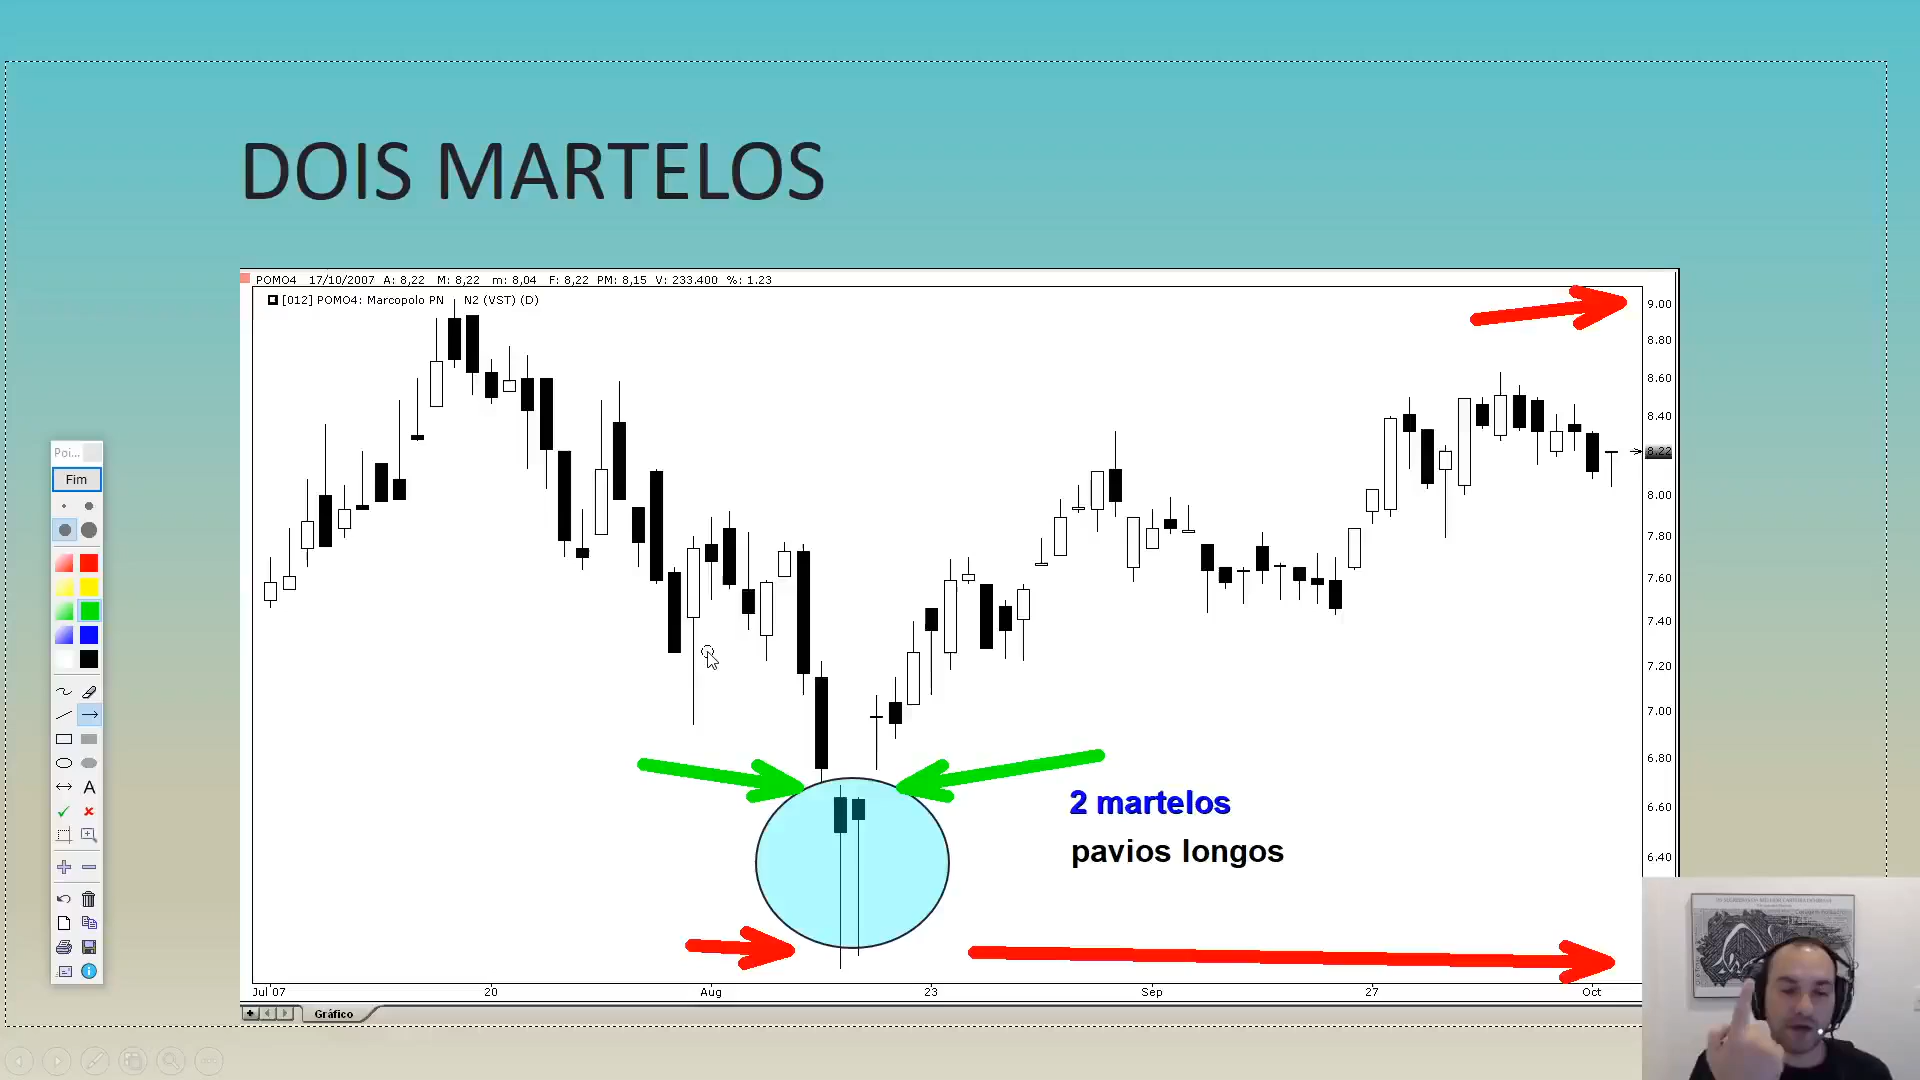 DOIS MARTELOS
POMO4 17/10/2007 A: 8,22 M: 8,22 m: 8,04 F: 8,22 PM: 8,15 V: 233.400 %: 1.23
[012] POMO4: Marcopolo PN N2 (VST) (D)
9.00
8.80
8.60
8.40
8.22
8.00
7.80
7.60
7.40
7.20
7.00
6.80
6.60
6.40
Poi...
Fim
A
2 martelos
pavios longos
Jul 07 20 Aug 23 Sep 27 Oct
Gráfico